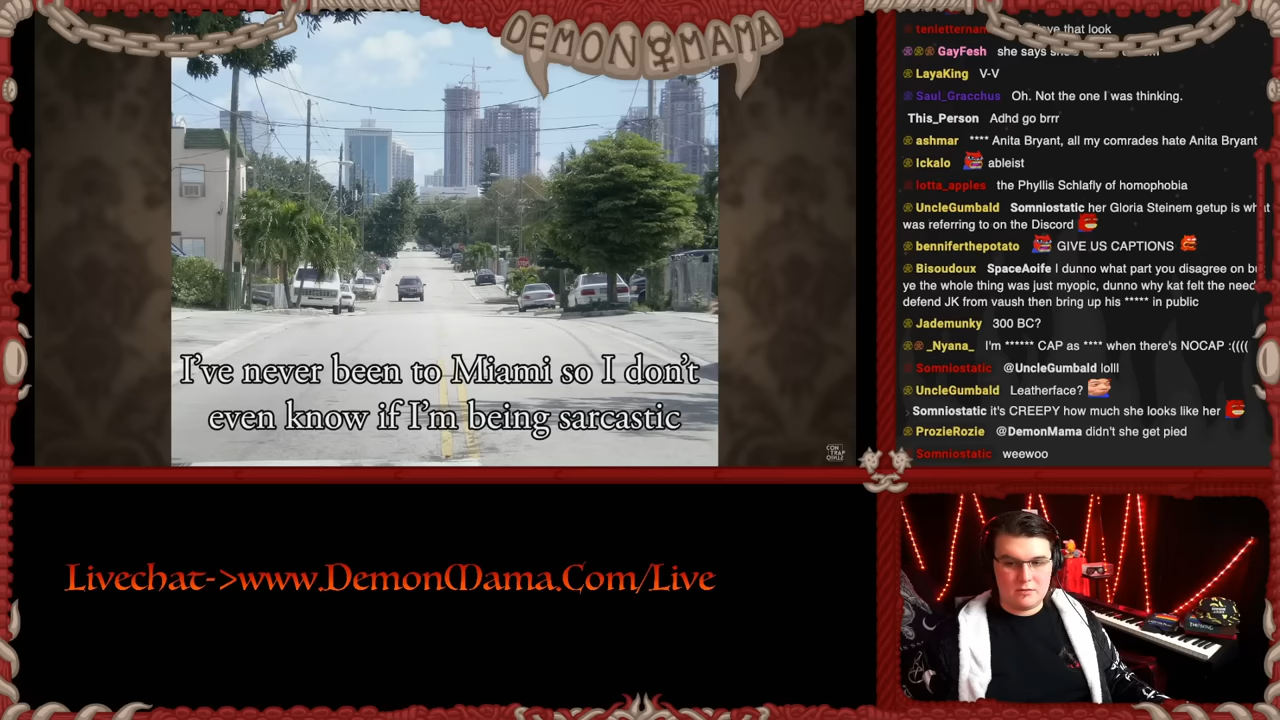 DEMON MAMA
I've never been to Miami so I don't
even know if I'm being sarcastic
CON
TRAP
Livechat->www.DemonMama.Com/Live
that look
GayFesh she says
LayaKing V-V
Saul_Gracchus Oh. Not the one I was thinking.
This_Person Adhd go brrr
ashmar **** Anita Bryant, all my comrades hate Anita Bryant
Ickalo ableist
lotta_apples the Phyllis Schlafly of homophobia
UncleGumbald Somniostatic her Gloria Steinem getup is what
was referring to on the Discord
benniferthepotato GIVE US CAPTIONS
Bisoudoux SpaceAoife I dunno what part you disagree on
ye the whole thing was just myopic, dunno why kat felt the need
defend JK from vaush then bring up his ***** in public
Jademunky 300 BC?
_Nyana_ I'm ****** CAP as **** when there's NOCAP :((((
Somniostatic @UncleGumbald lolll
UncleGumbald Leatherface?
Somniostatic it's CREEPY how much she looks like her
ProzieRozie @DemonMama didn't she get pied
Somniostatic weewoo